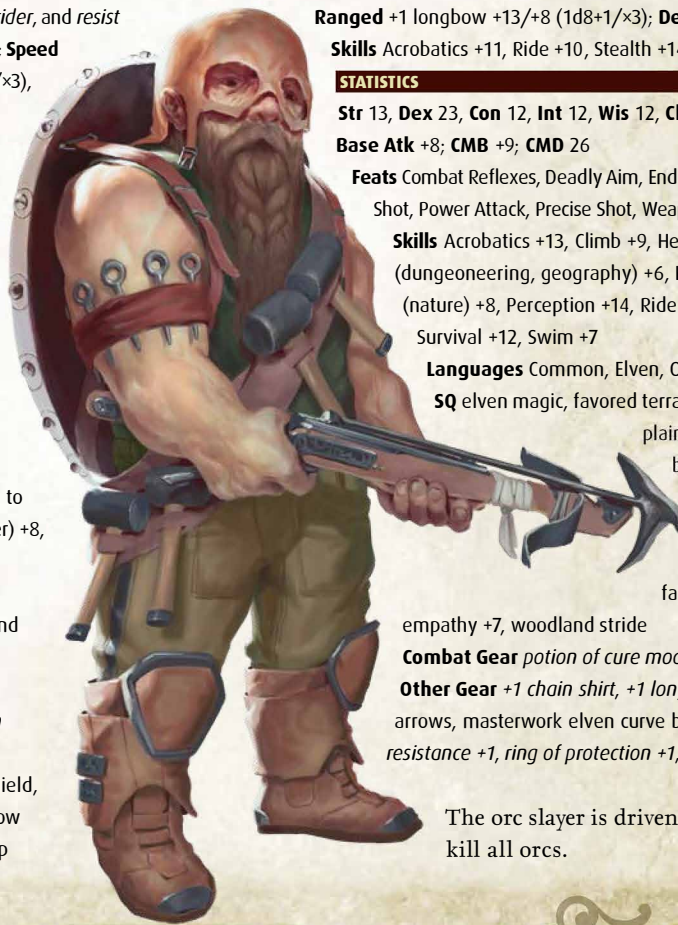 ider, and resist
Speed
/×3),
to
er) +8,
nd
ield,
ow
p
Ranged +1 longbow +13/+8 (1d8+1/×3); De
Skills Acrobatics +11, Ride +10, Stealth +14
STATISTICS
Str 13, Dex 23, Con 12, Int 12, Wis 12, C
Base Atk +8; CMB +9; CMD 26
Feats Combat Reflexes, Deadly Aim, End
Shot, Power Attack, Precise Shot, Wea
Skills Acrobatics +13, Climb +9, He
(dungeoneering, geography) +6,
(nature) +8, Perception +14, Ride
Survival +12, Swim +7
Languages Common, Elven, O
SQ elven magic, favored terra
plain
b
fa
empathy +7, woodland stride
Combat Gear potion of cure mod
Other Gear +1 chain shirt, +1 long
arrows, masterwork elven curve b
resistance +1, ring of protection +1,
The orc slayer is driven
kill all orcs.